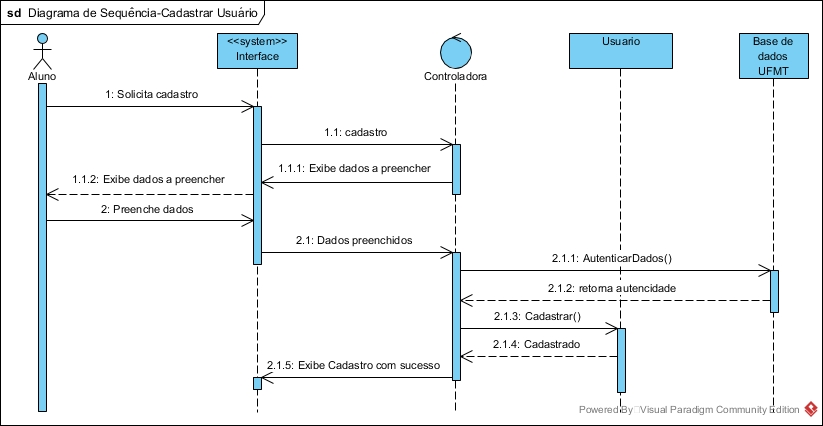 sd Diagrama de Sequência-Cadastrar Usuário
Aluno
<<system>>
Interface
Controladora
Usuario
Base de
dados
UFMT
1: Solicita cadastro
1.1: cadastro
1.1.1: Exibe dados a preencher
1.1.2: Exibe dados a preencher
2: Preenche dados
2.1: Dados preenchidos
2.1.1: AutenticarDados()
2.1.2: retorna autencidade
2.1.3: Cadastrar()
2.1.4: Cadastrado
2.1.5: Exibe Cadastro com sucesso
Powered By Visual Paradigm Community Edition